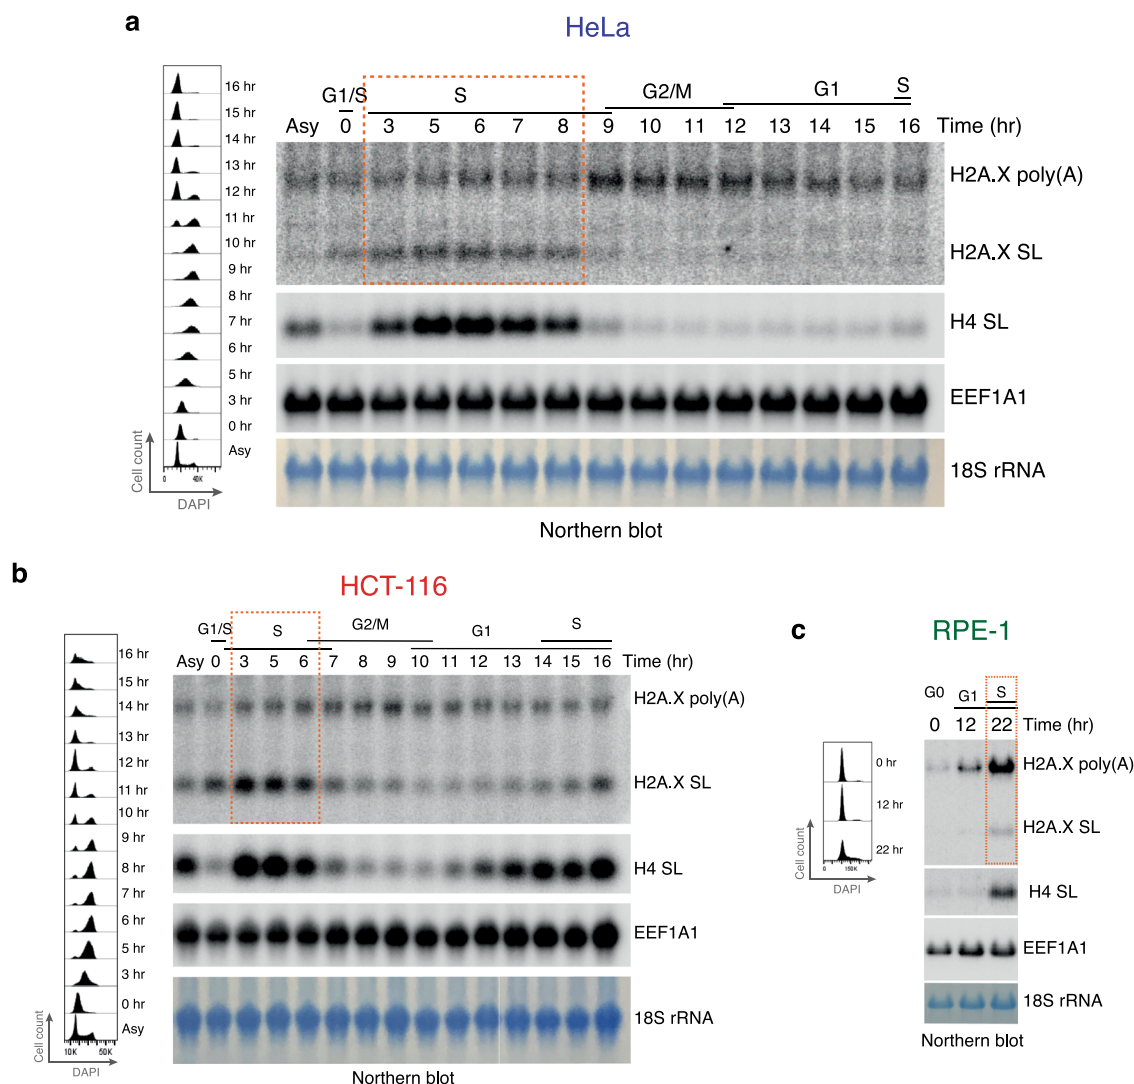 a
HeLa
16 hr
15 hr
14 hr
13 hr
12 hr
11 hr
10 hr
9 hr
8 hr
7 hr
6 hr
5 hr
3 hr
0 hr
Asy
Cell count
40K
DAPI
G1/S S G2/M G1 S
Asy 0 3 5 6 7 8 9 10 11 12 13 14 15 16 Time (hr)
H2A.X poly(A)
H2A.X SL
H4 SL
EEF1A1
18S rRNA
Northern blot
b
HCT-116
16 hr
15 hr
14 hr
13 hr
12 hr
11 hr
10 hr
9 hr
8 hr
7 hr
6 hr
5 hr
3 hr
0 hr
Asy
Cell count
10K 50K
DAPI
G1/S S G2/M G1 S
Asy 0 3 5 6 7 8 9 10 11 12 13 14 15 16 Time (hr)
H2A.X poly(A)
H2A.X SL
H4 SL
EEF1A1
18S rRNA
Northern blot
c
RPE-1
0 hr
12 hr
22 hr
Cell count
0 150K
DAPI
G0 G1 S
0 12 22 Time (hr)
H2A.X poly(A)
H2A.X SL
H4 SL
EEF1A1
18S rRNA
Northern blot